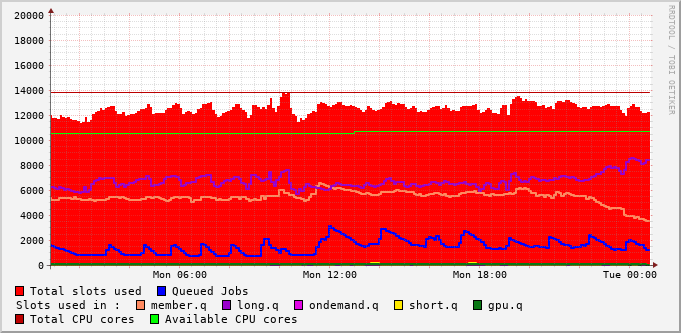 20000
18000
16000
14000
12000
10000
8000
6000
4000
2000
0
Mon 06:00 Mon 12:00 Mon 18:00 Tue 00:00
RRDTOOL / TOBI OETIKER
Total slots used Queued Jobs
Slots used in : member.q long.q ondemand.q short.q gpu.q
Total CPU cores Available CPU cores